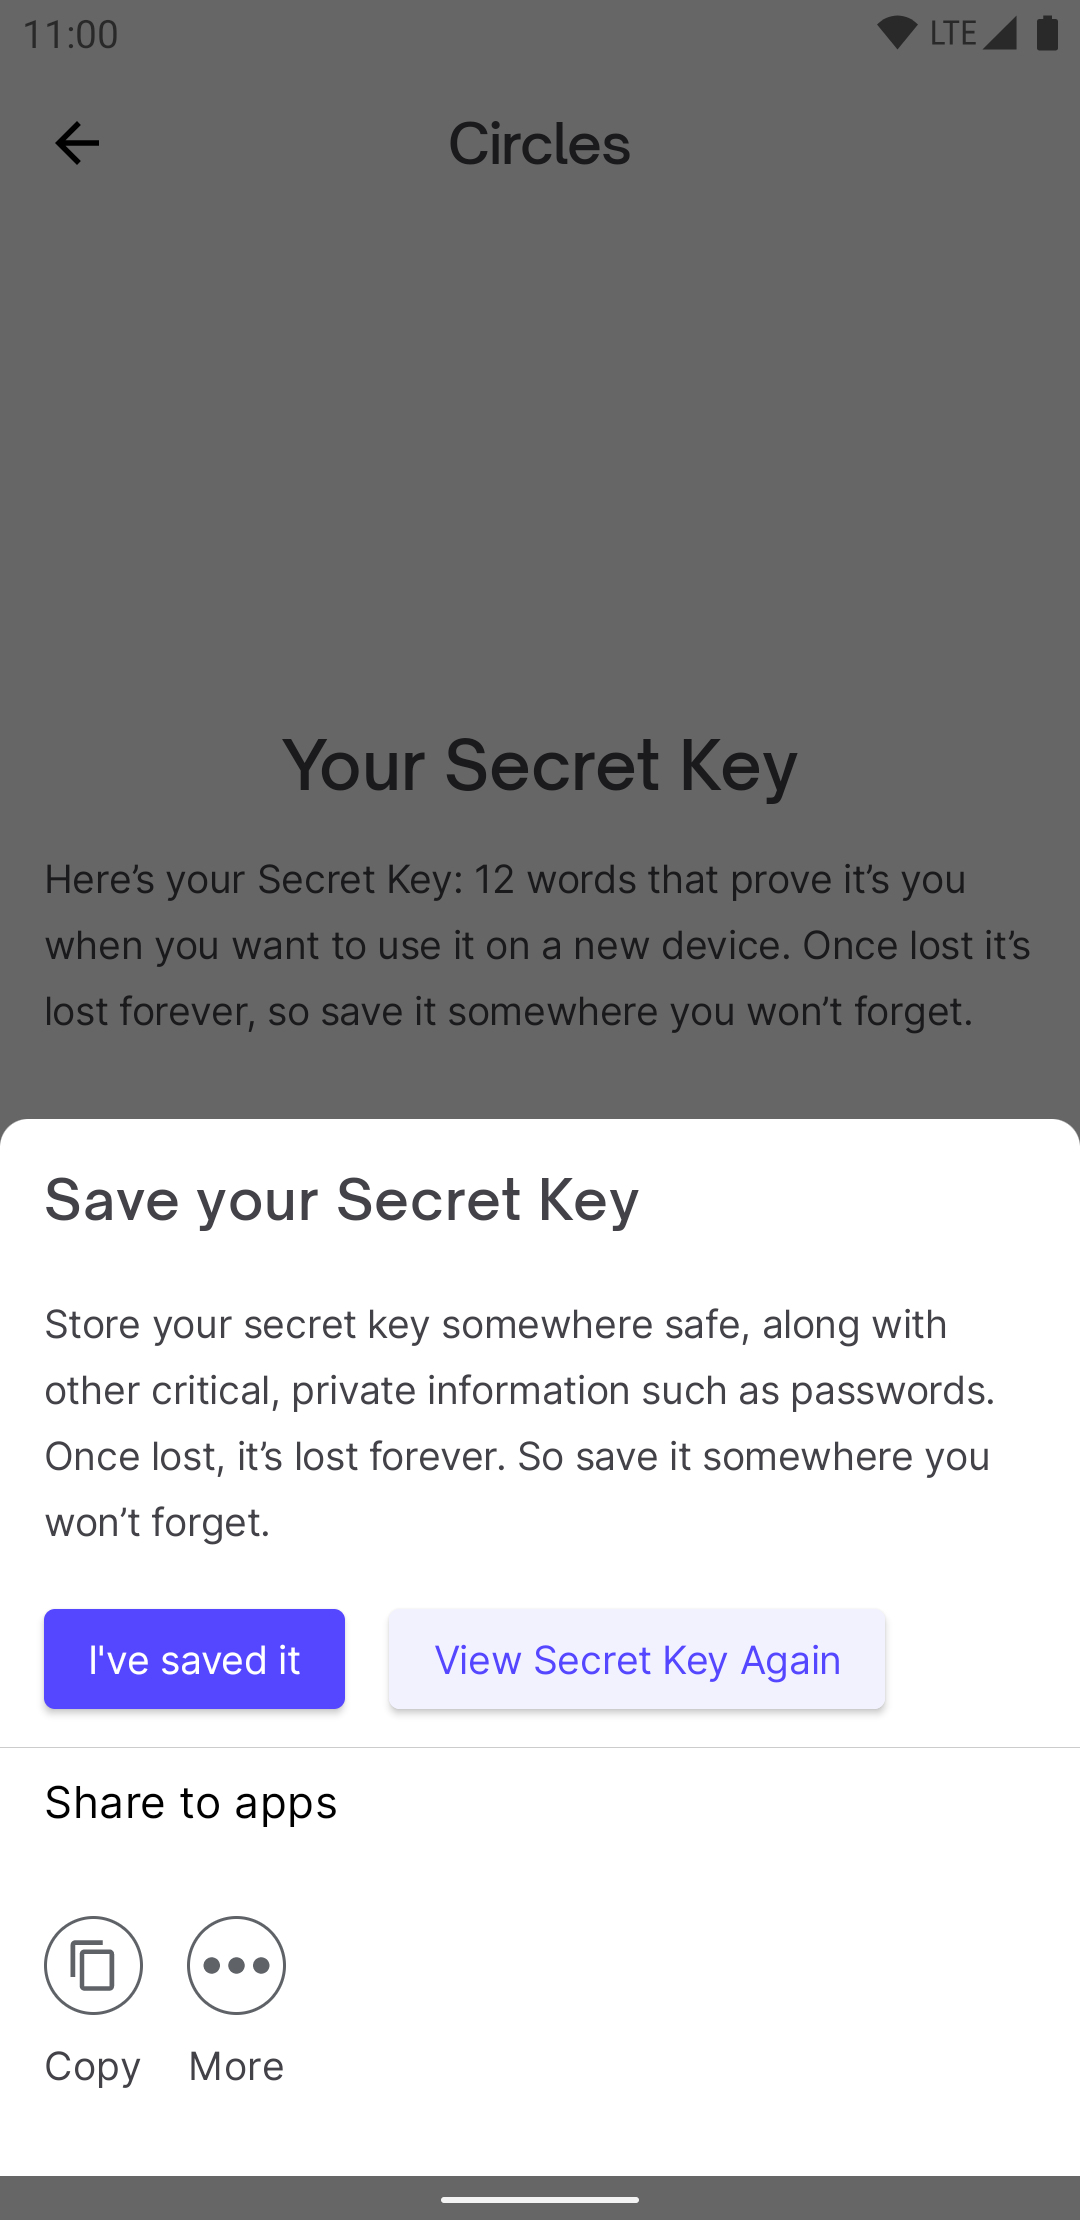 11:00
LTE
Circles
Your Secret Key
Here’s your Secret Key: 12 words that prove it’s you
when you want to use it on a new device. Once lost it’s
lost forever, so save it somewhere you won’t forget.
Save your Secret Key
Store your secret key somewhere safe, along with
other critical, private information such as passwords.
Once lost, it’s lost forever. So save it somewhere you
won’t forget.
I've saved it
View Secret Key Again
Share to apps
Copy
More